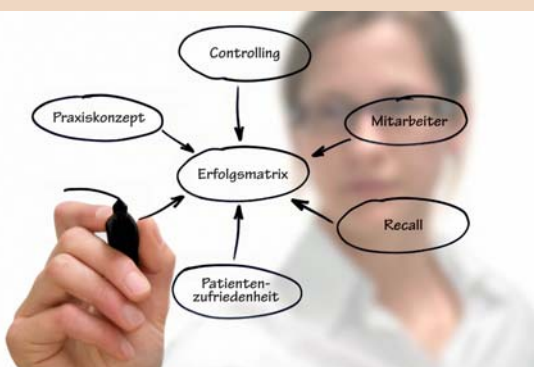 Controlling
Praxiskonzept
Mitarbeiter
Erfolgsmatrix
Recall
Patienten-
zufriedenheit